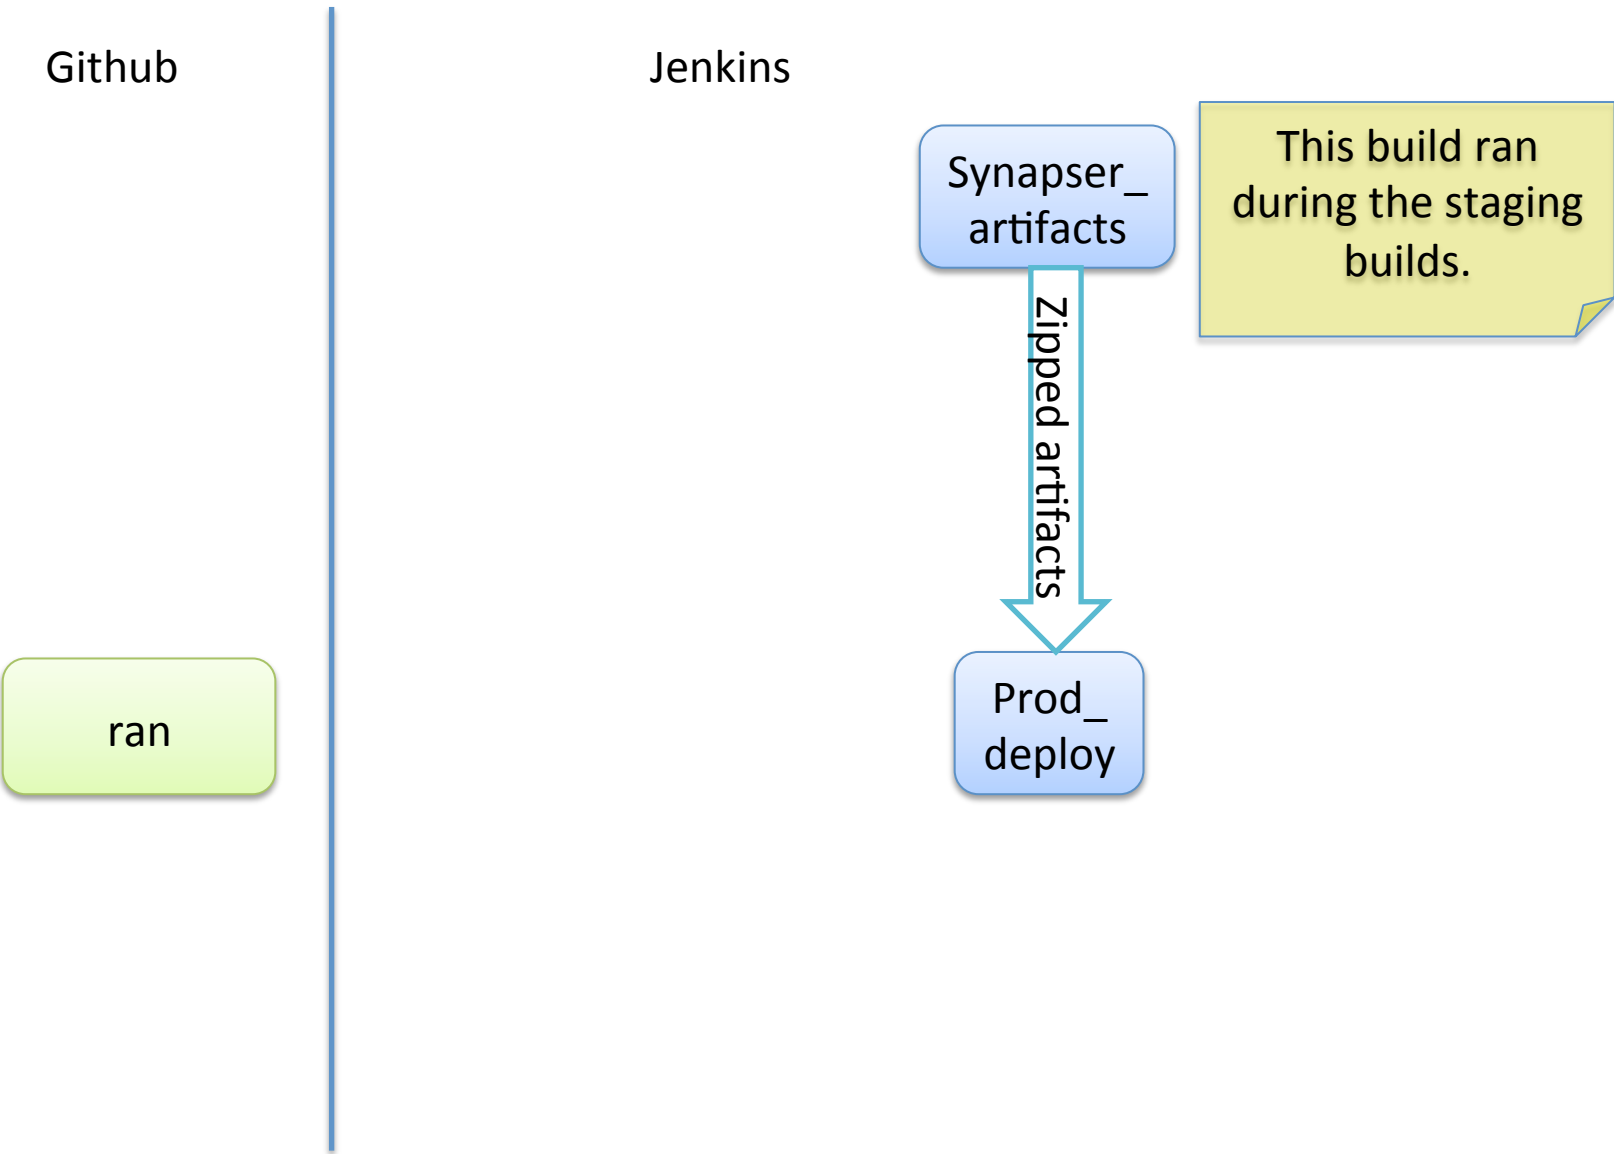 Github
Jenkins
Synapser_
artifacts
This build ran
during the staging
builds.
Zipped artifacts
ran
Prod_
deploy